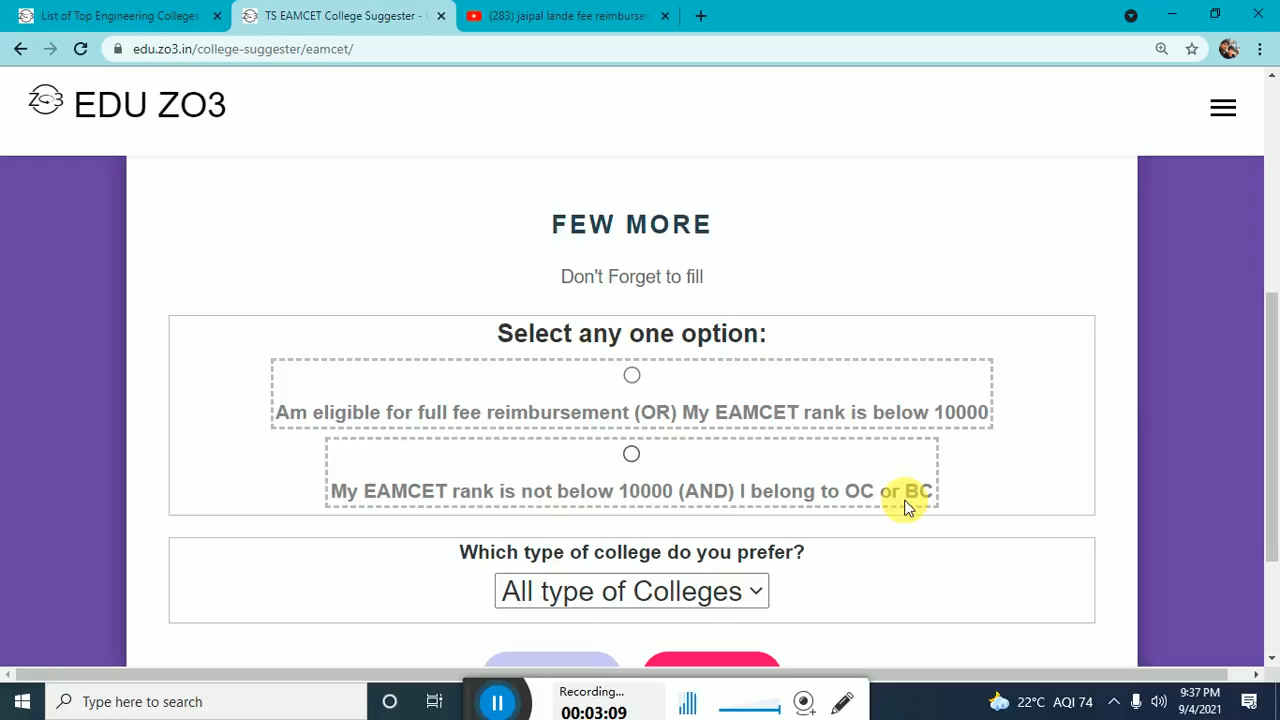 List of Top Engineering Colleges
TS EAMCET College Suggester -
(283) jaipal lande fee reimburse
edu.zo3.in/college-suggester/eamcet/
ZO3 EDU ZO3
FEW MORE
Don't Forget to fill
Select any one option:
Am eligible for full fee reimbursement (OR) My EAMCET rank is below 10000
My EAMCET rank is not below 10000 (AND) I belong to OC or BC
Which type of college do you prefer?
All type of Colleges
Recording...
00:03:09
Type here to search
22°C AQI 74
9:37 PM
9/4/2021